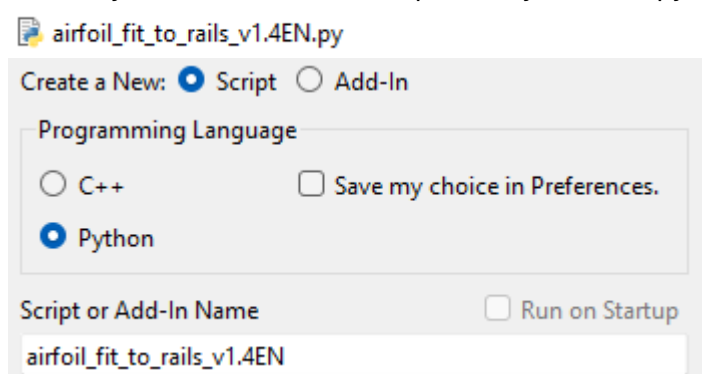 airfoil_fit_to_rails_v1.4EN.py
Create a New: Script Add-In
Programming Language
C++ Save my choice in Preferences.
Python
Script or Add-In Name Run on Startup
airfoil_fit_to_rails_v1.4EN